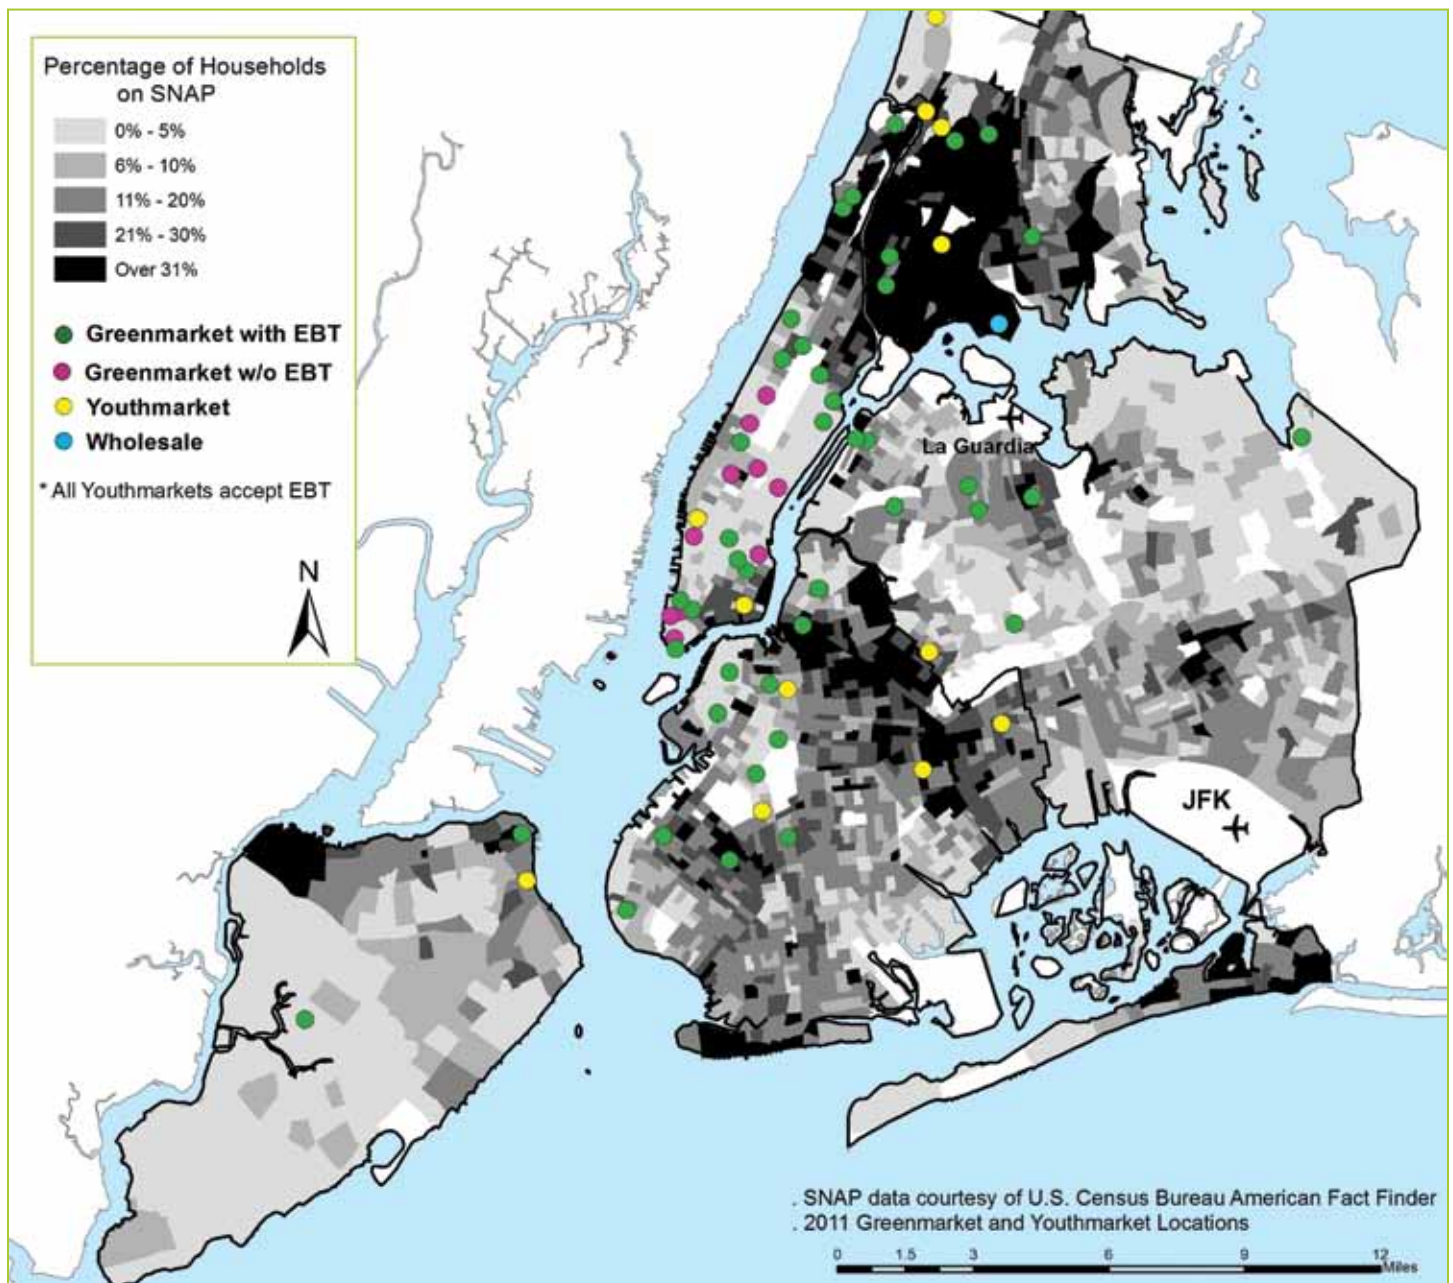 Percentage of Households
on SNAP
0% - 5%
6% - 10%
11% - 20%
21% - 30%
Over 31%
Greenmarket with EBT
Greenmarket w/o EBT
Youthmarket
Wholesale
* All Youthmarkets accept EBT
N
La Guardia
JFK
. SNAP data courtesy of U.S. Census Bureau American Fact Finder
. 2011 Greenmarket and Youthmarket Locations
0 1.5 3 6 9 12
Miles